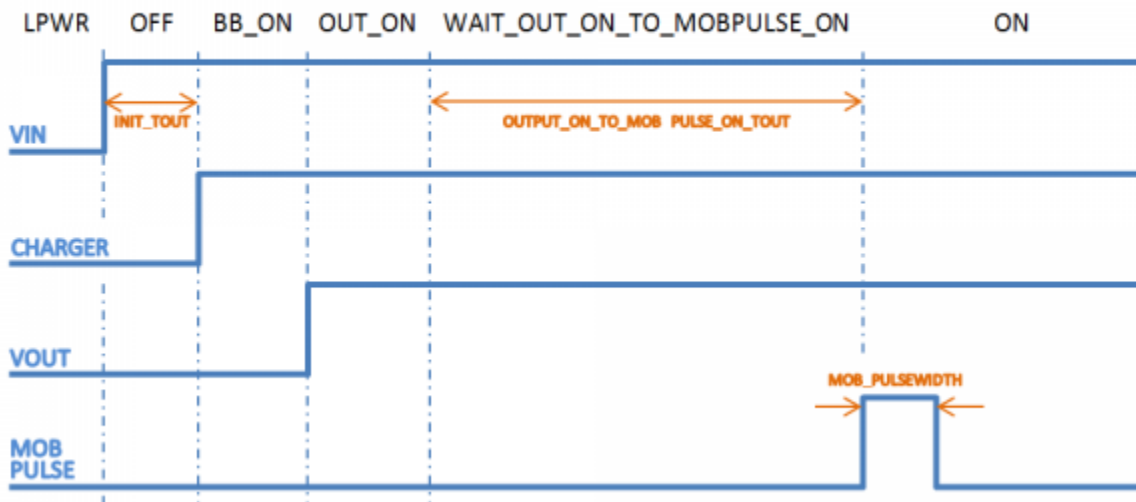 LPWR OFF BB_ON OUT_ON WAIT_OUT_ON_TO_MOBPULSE_ON ON
INIT_TOUT OUTPUT_ON_TO_MOB PULSE_ON_TOUT
VIN
CHARGER
VOUT
MOB_PULSEWIDTH
MOB
PULSE